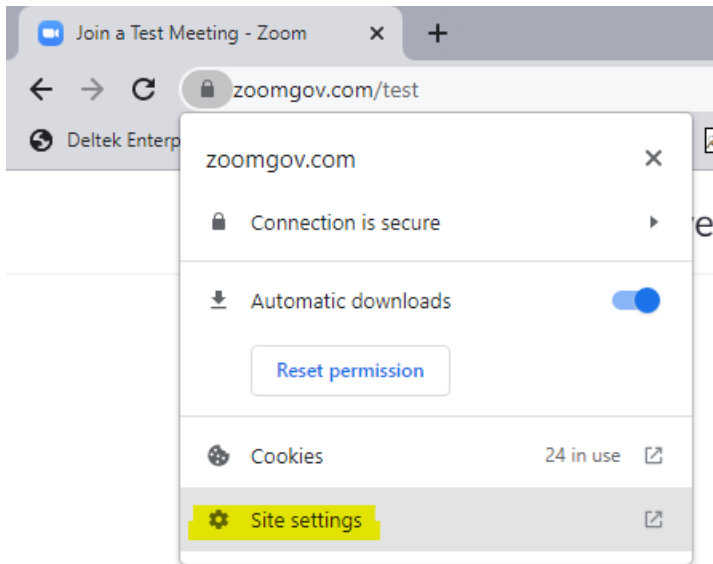 Join a Test Meeting - Zoom
zoomgov.com/test
Deltek Enterp
zoomgov.com
Connection is secure
Automatic downloads
Reset permission
Cookies 24 in use
Site settings